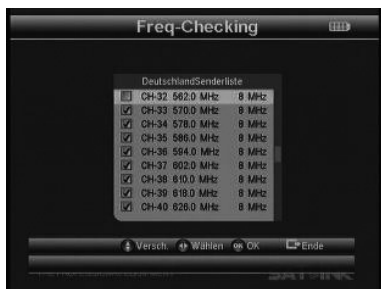 Freq-Checking
DeutschlandSenderliste
CH-32 562.0 MHz 8 MHz
CH-33 570.0 MHz 8 MHz
CH-34 578.0 MHz 8 MHz
CH-35 586.0 MHz 8 MHz
CH-36 594.0 MHz 8 MHz
CH-37 602.0 MHz 8 MHz
CH-38 610.0 MHz 8 MHz
CH-39 618.0 MHz 8 MHz
CH-40 626.0 MHz 8 MHz
Versch. Wählen OK OK Ende
SATLINK